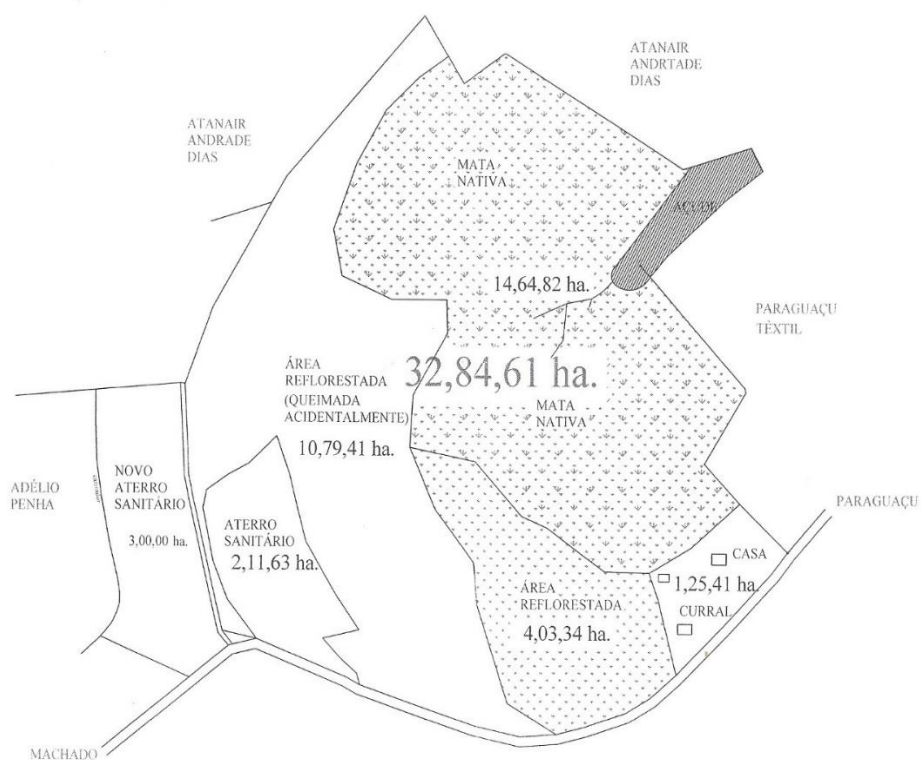 ATANAIR
ANDRTADE
DIAS
ATANAIR
ANDRADE
DIAS
MATA
NATIVA
AÇUDE
14,64,82 ha.
PARAGUAÇU
TÊXTIL
ÁREA
REFLORESTADA
(QUEIMADA
ACIDENTALMENTE)
10,79,41 ha.
32,84,61 ha.
MATA
NATIVA
ADÉLIO
PENHA
NOVO
ATERRO
SANITÁRIO
3,00,00 ha.
ATERRO
SANITÁRIO
2,11,63 ha.
PARAGUAÇU
CASA
1,25,41 ha.
CURRAL
ÁREA
REFLORESTADA
4,03,34 ha.
MACHADO